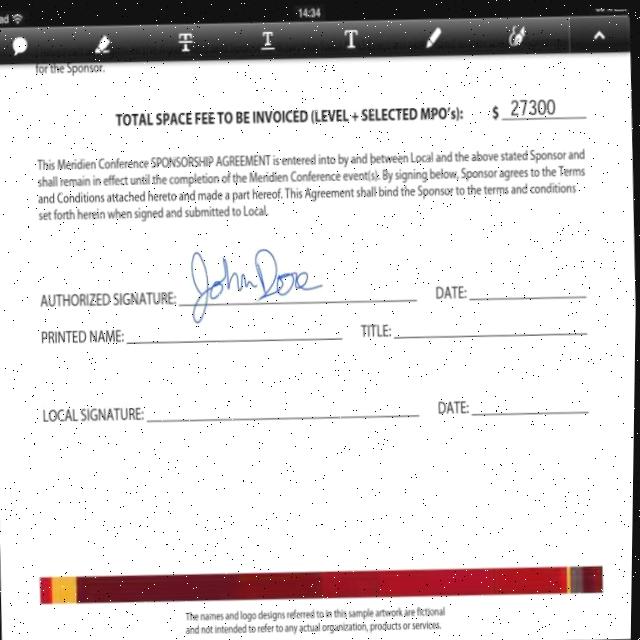 14:34
for the Sponsor.
TOTAL SPACE FEE TO BE INVOICED (LEVEL + SELECTED MPO's): $ 27300
This Meridien Conference SPONSORSHIP AGREEMENT is entered into by and between Local and the above stated Sponsor and
shall remain in effect until the completion of the Meridien Conference event(s). By signing below, Sponsor agrees to the Terms
and Conditions attached hereto and made a part hereof. This Agreement shall bind the Sponsor to the terms and conditions
set forth herein when signed and submitted to Local.
AUTHORIZED SIGNATURE: John Doe DATE:
PRINTED NAME: TITLE:
LOCAL SIGNATURE: DATE:
The names and logo designs referred to in this sample artwork are fictional
and not intended to refer to any actual organization, products or services.